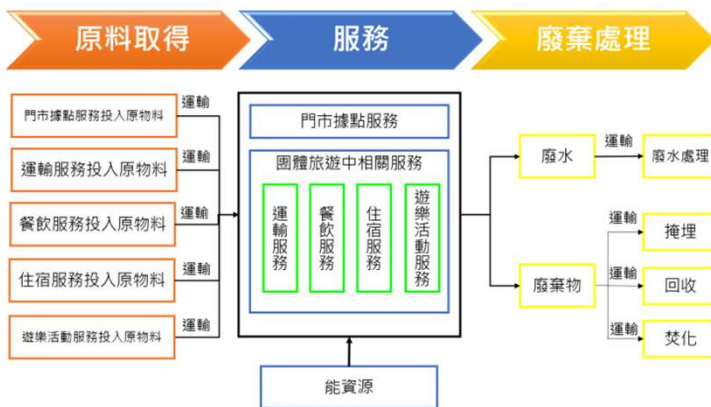 原料取得
服務
廢棄處理
門市據點服務投入原物料
運輸
運輸服務投入原物料
運輸
餐飲服務投入原物料
運輸
住宿服務投入原物料
運輸
遊樂活動服務投入原物料
運輸
門市據點服務
團體旅遊中相關服務
運輸服務
餐飲服務
住宿服務
遊樂活動服務
能資源
廢水
運輸
廢水處理
廢棄物
運輸
掩埋
運輸
回收
運輸
焚化